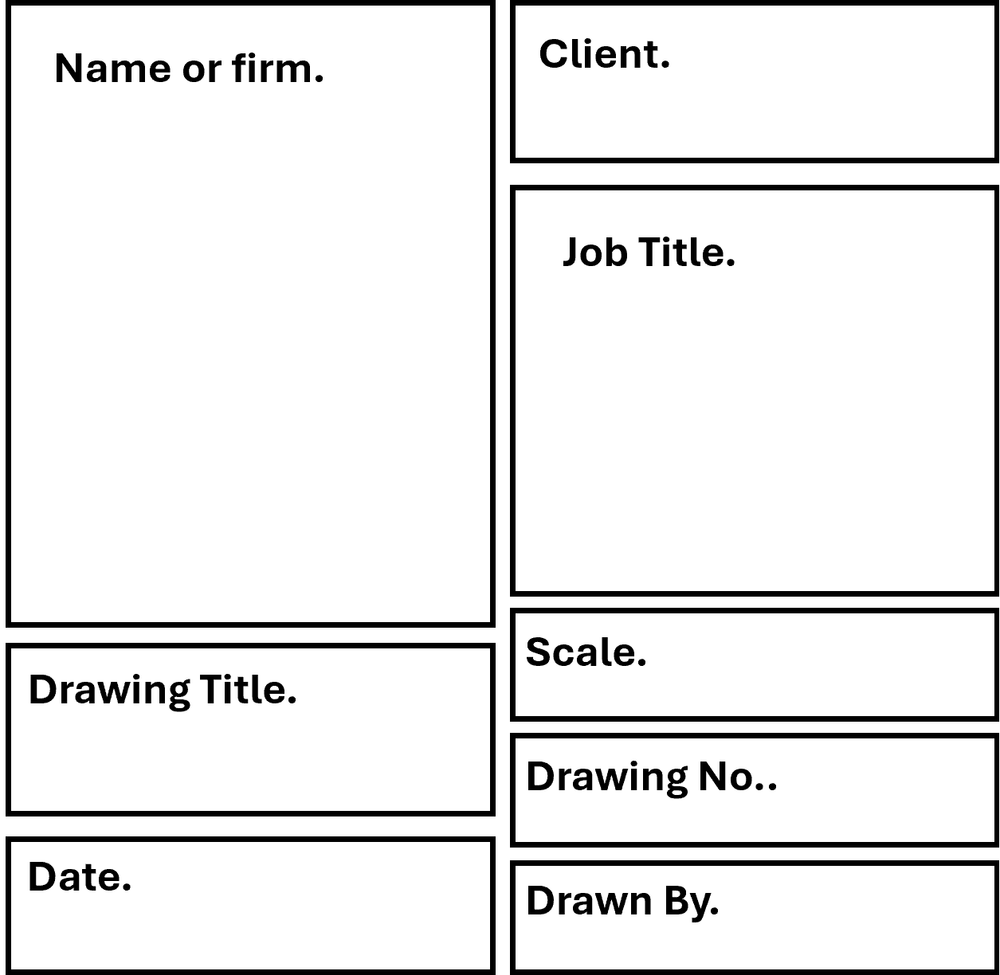 Name or firm.
Drawing Title.
Date.
Client.
Job Title.
Scale.
Drawing No..
Drawn By.